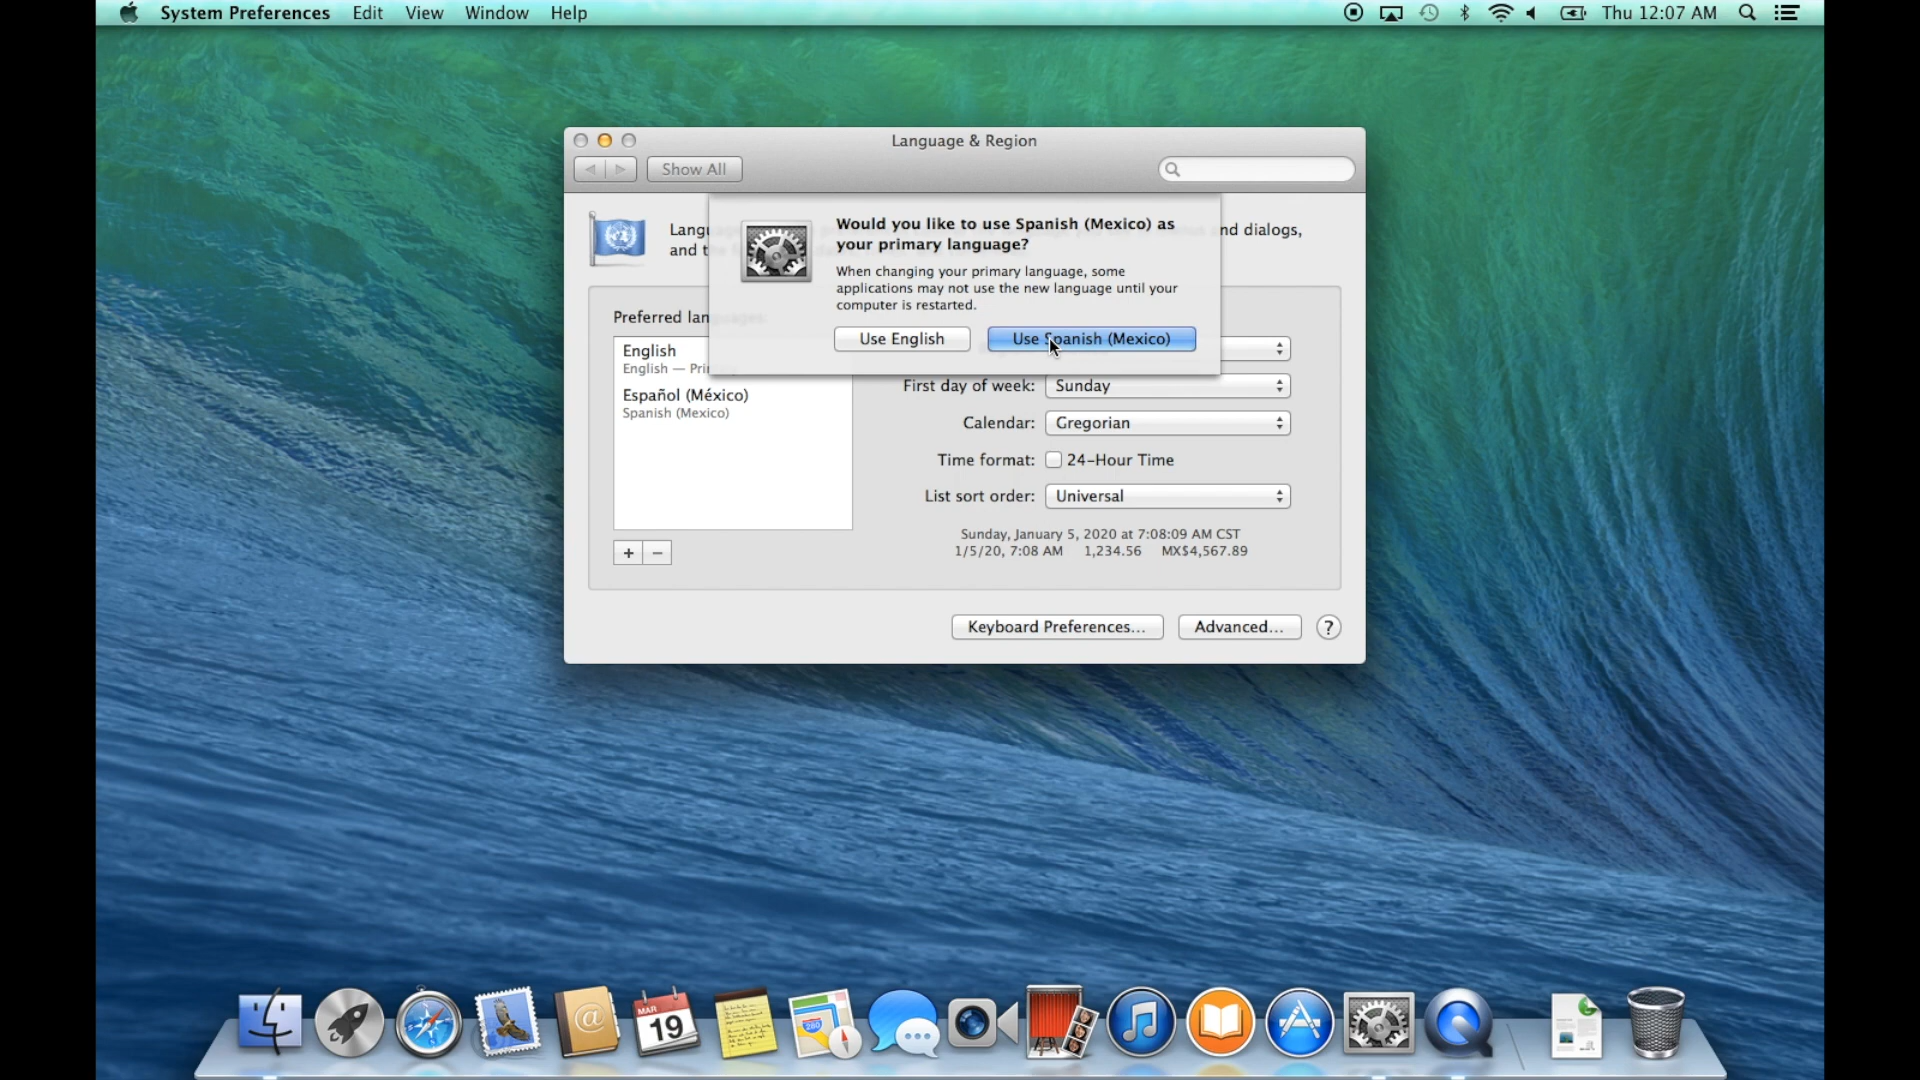 System Preferences Edit View Window Help Thu 12:07 AM
Language & Region
Show All
Would you like to use Spanish (Mexico) as
your primary language?
Langu nd dialogs,
and th
When changing your primary language, some
applications may not use the new language until your
computer is restarted.
Preferred languages:
Use English Use Spanish (Mexico)
English
English — Pri
Español (México)
Spanish (Mexico)
First day of week: Sunday
Calendar: Gregorian
Time format: 24-Hour Time
List sort order: Universal
Sunday, January 5, 2020 at 7:08:09 AM CST
1/5/20, 7:08 AM 1,234.56 MX$4,567.89
+ −
Keyboard Preferences... Advanced... ?
MAR
19
280